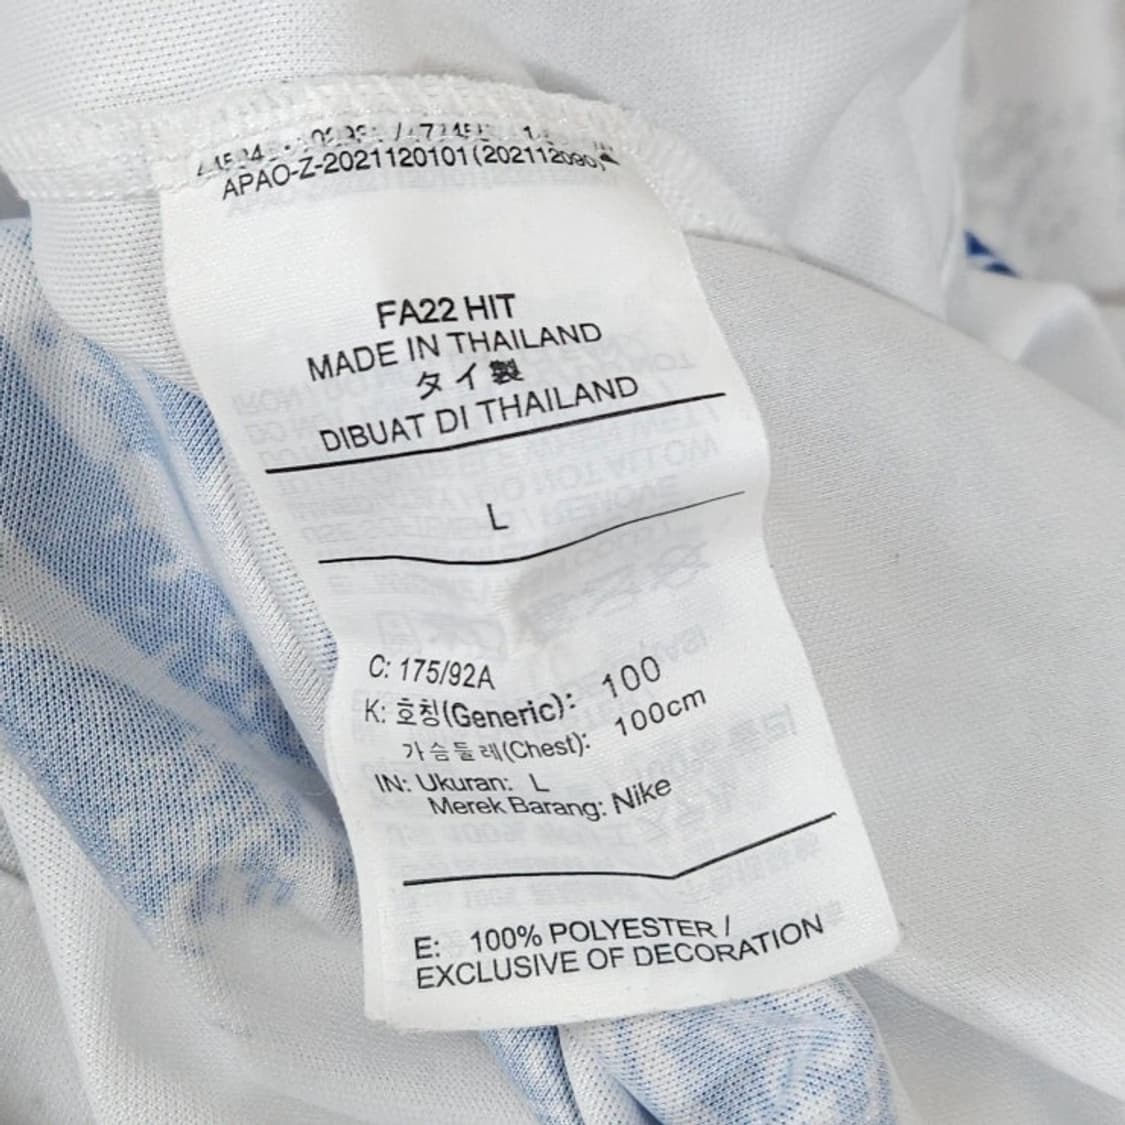 APAO-Z-2021120101(202112090)
FA22 HIT
MADE IN THAILAND
タイ製
DIBUAT DI THAILAND
L
C: 175/92A
K: 호칭(Generic): 100
가슴둘레(Chest): 100cm
IN: Ukuran: L
Merek Barang: Nike
E: 100% POLYESTER /
EXCLUSIVE OF DECORATION